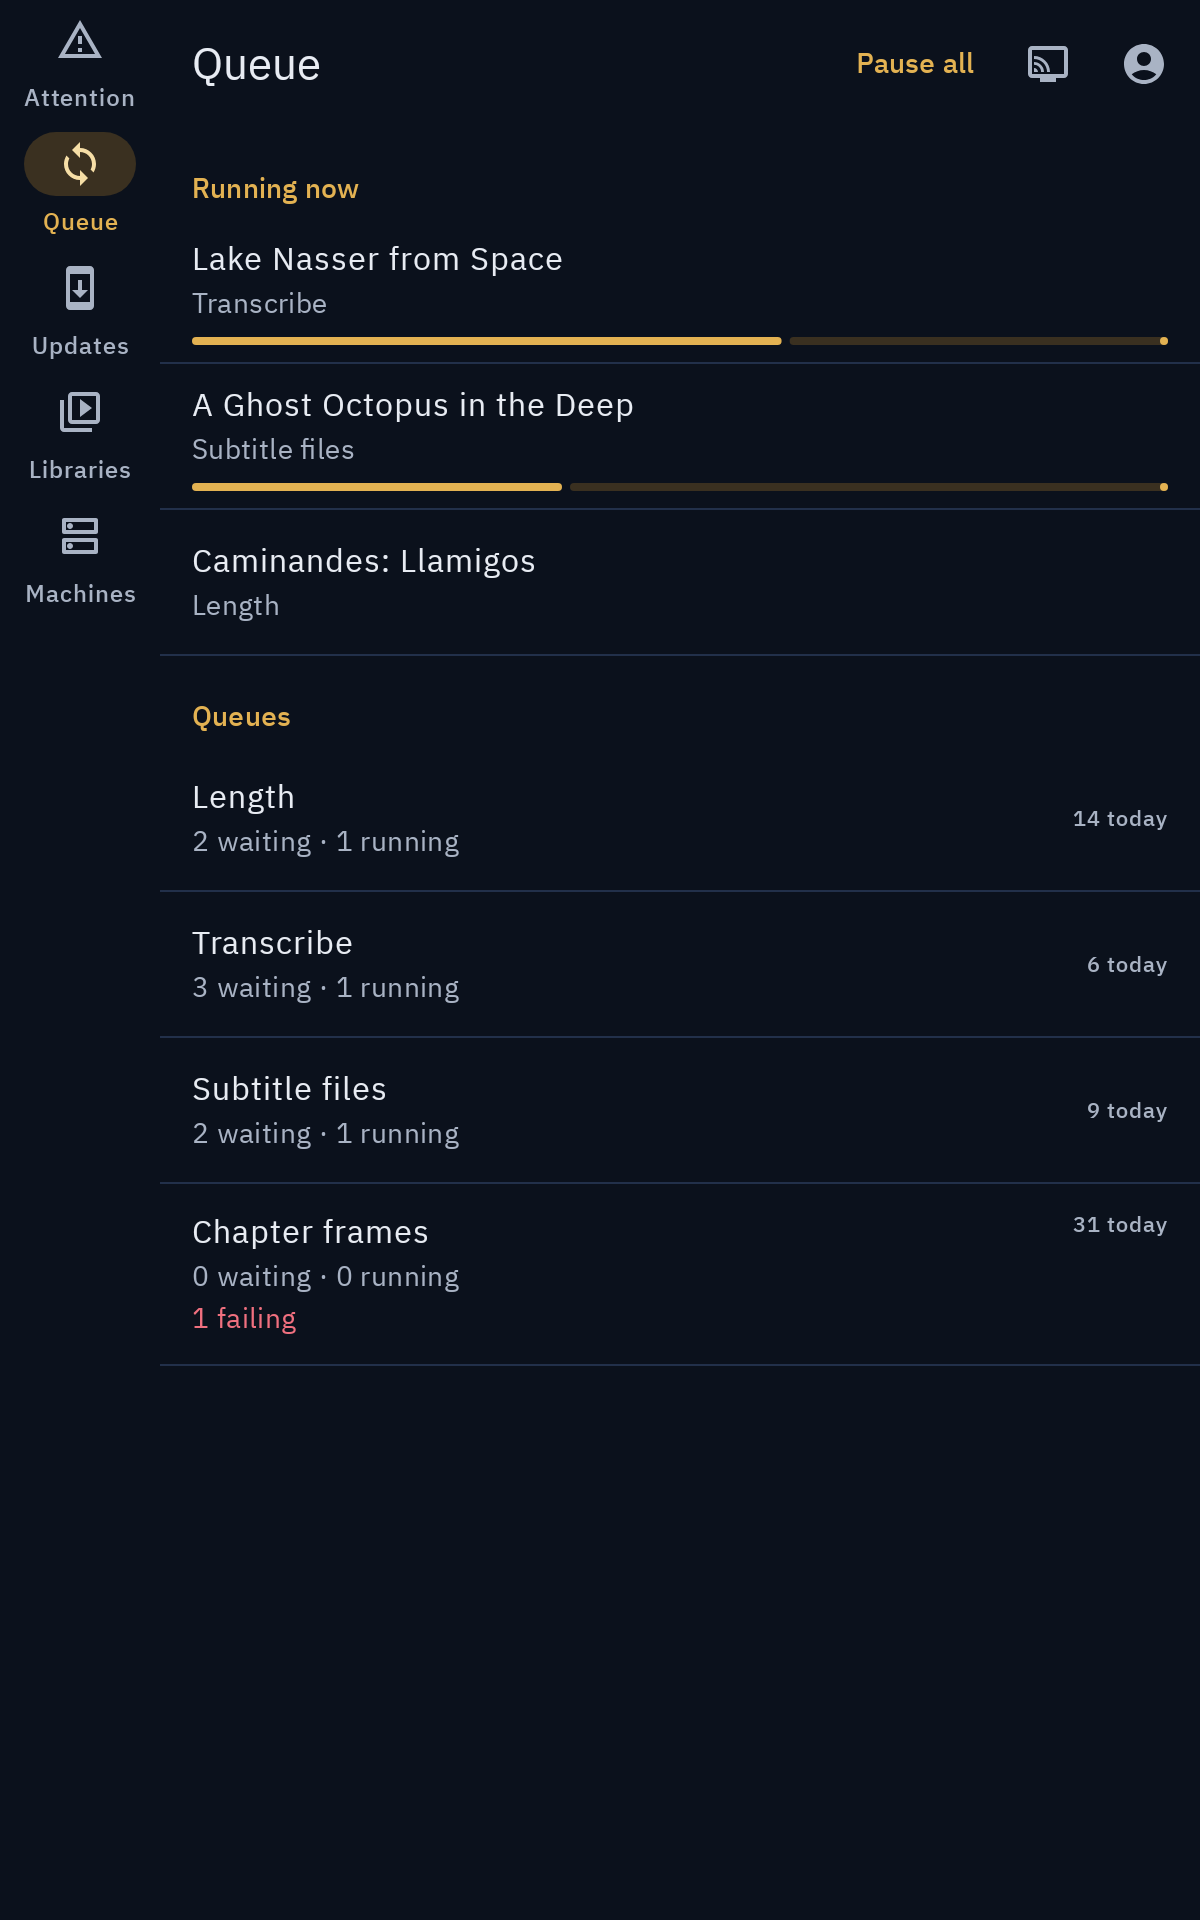 Attention
Queue
Updates
Libraries
Machines
Queue
Pause all
Running now
Lake Nasser from Space
Transcribe
A Ghost Octopus in the Deep
Subtitle files
Caminandes: Llamigos
Length
Queues
Length
2 waiting · 1 running
14 today
Transcribe
3 waiting · 1 running
6 today
Subtitle files
2 waiting · 1 running
9 today
Chapter frames
0 waiting · 0 running
1 failing
31 today